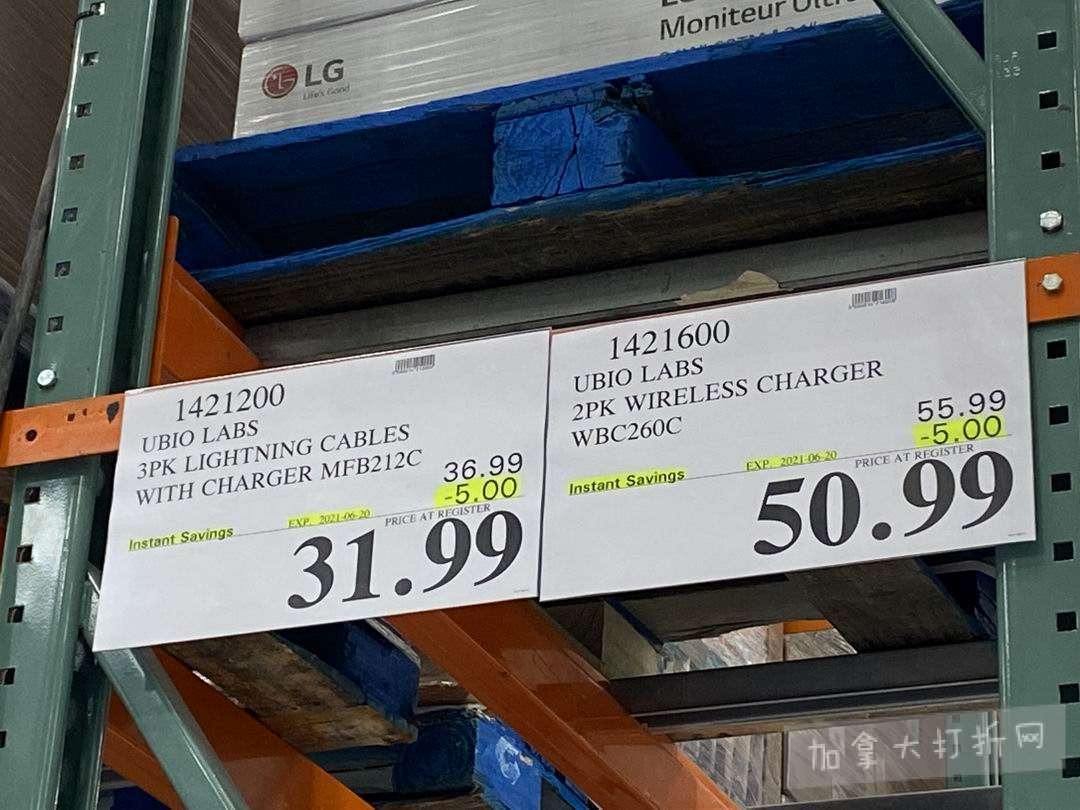 LG
Life's Good
Moniteur
1421200
UBIO LABS
3PK LIGHTNING CABLES
WITH CHARGER MFB212C
36.99
-5.00
Instant Savings
EXP. 2021-06-20
PRICE AT REGISTER
31.99
1421600
UBIO LABS
2PK WIRELESS CHARGER
WBC260C
55.99
-5.00
Instant Savings
EXP. 2021-06-20
PRICE AT REGISTER
50.99
加拿大打折网